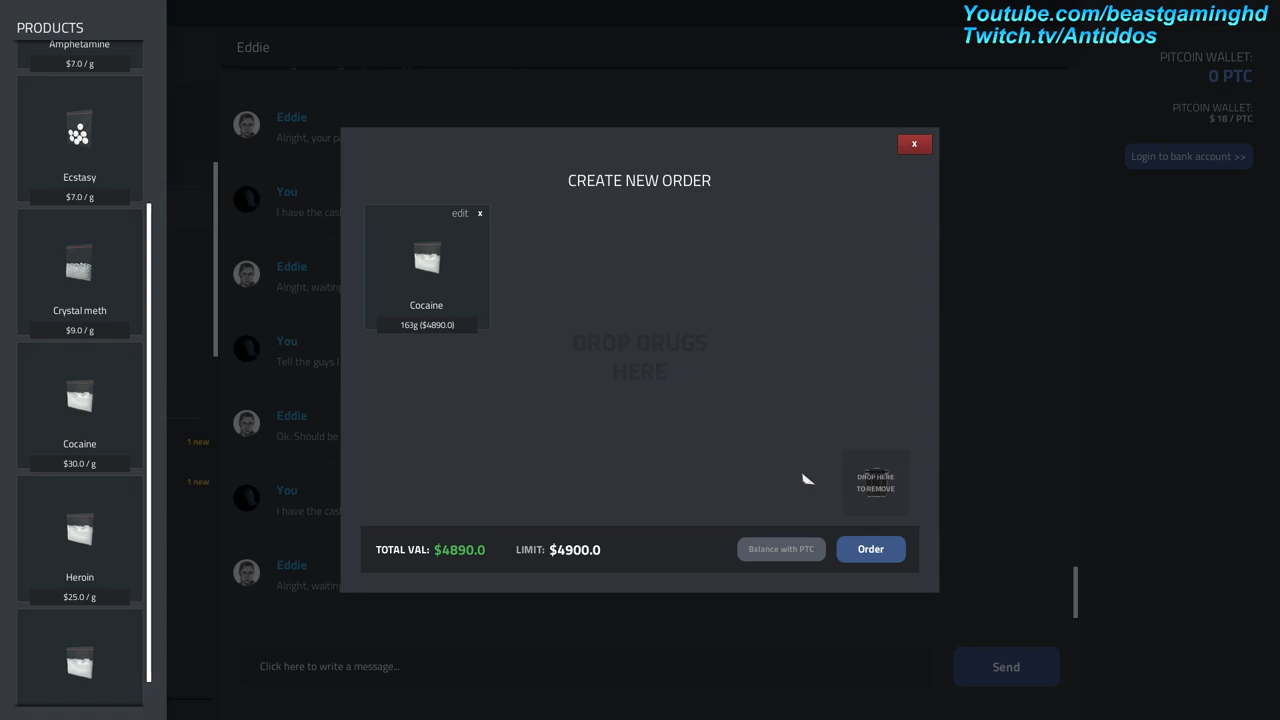 Youtube.com/beastgaminghd
Twitch.tv/Antiddos
PRODUCTS
Amphetamine
$7.0 / g
Ecstasy
$7.0 / g
Crystal meth
$9.0 / g
Cocaine
$30.0 / g
Heroin
$25.0 / g
1 new
1 new
Eddie
Eddie
Alright, your
You
I have the
Eddie
Alright,
You
Tell the guys
Eddie
Ok. Should be
You
I have the
Eddie
Alright,
x
CREATE NEW ORDER
edit x
Cocaine
163g ($4890.0)
DROP DRUGS
HERE
DROP HERE
TO REMOVE
TOTAL VAL: $4890.0 LIMIT: $4900.0
Balance with PTC
Order
Click here to write a message...
Send
PITCOIN WALLET:
0 PTC
PITCOIN WALLET:
$ 18 / PTC
Login to bank account >>